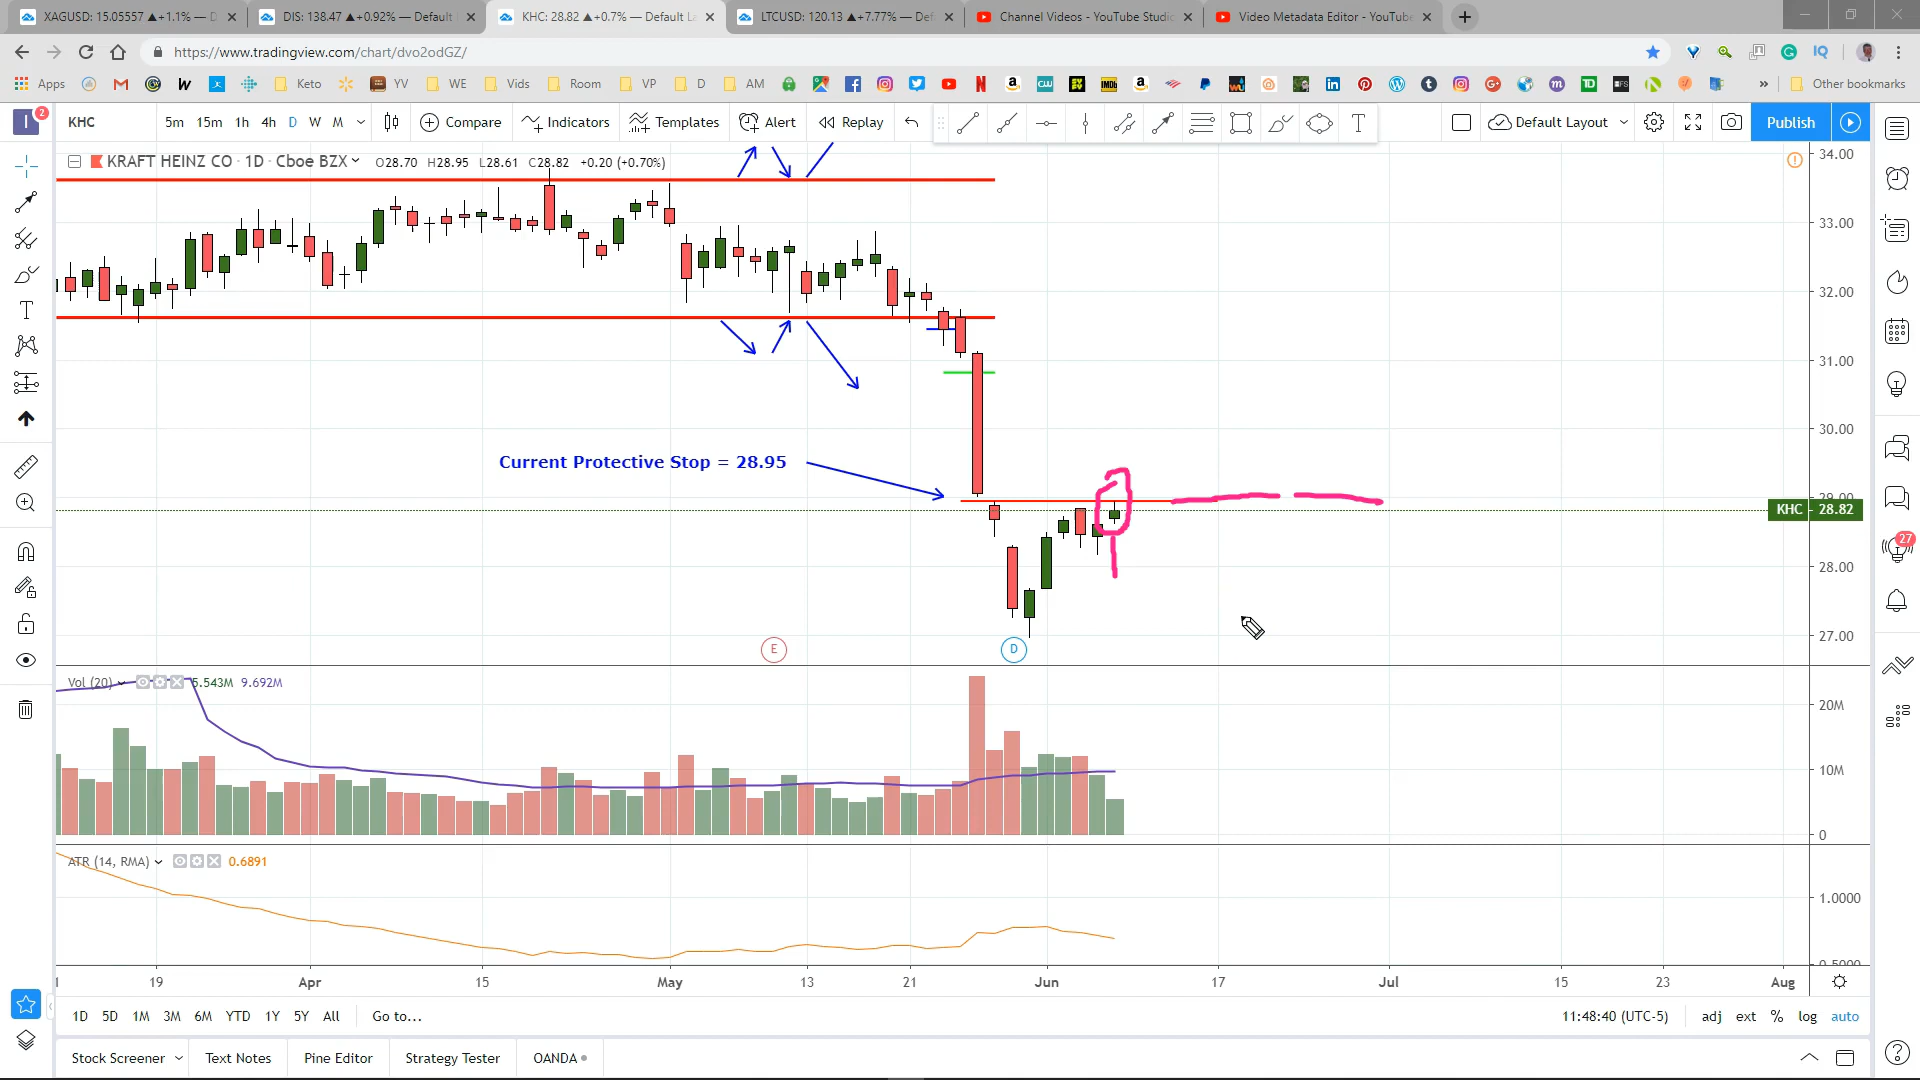 XAGUSD: 15.05557 ▲+1.1% — D
DIS: 138.47 ▲+0.92% — Default
KHC: 28.82 ▲+0.7% — Default La
LTCUSD: 120.13 ▲+7.77% — Def
Channel Videos - YouTube Studio
Video Metadata Editor - YouTube
https://www.tradingview.com/chart/dvo2odGZ/
IQ
Apps
Keto
YV
WE
Vids
Room
VP
D
AM
Other bookmarks
2
KHC
5m 15m 1h 4h D W M
Compare
Indicators
Templates
Alert
Replay
T
Default Layout
Publish
KRAFT HEINZ CO · 1D · Cboe BZX
O28.70 H28.95 L28.61 C28.82 +0.20 (+0.70%)
34.00
33.00
32.00
31.00
30.00
Current Protective Stop = 28.95
29.00
KHC 28.82
28.00
27.00
E
D
27
Vol (20) 5.543M 9.692M
20M
10M
0
ATR (14, RMA) 0.6891
1.0000
0.5000
19 Apr 15 May 13 21 Jun 17 Jul 15 23 Aug
1D 5D 1M 3M 6M YTD 1Y 5Y All Go to...
11:48:40 (UTC-5) adj ext % log auto
Stock Screener
Text Notes
Pine Editor
Strategy Tester
OANDA